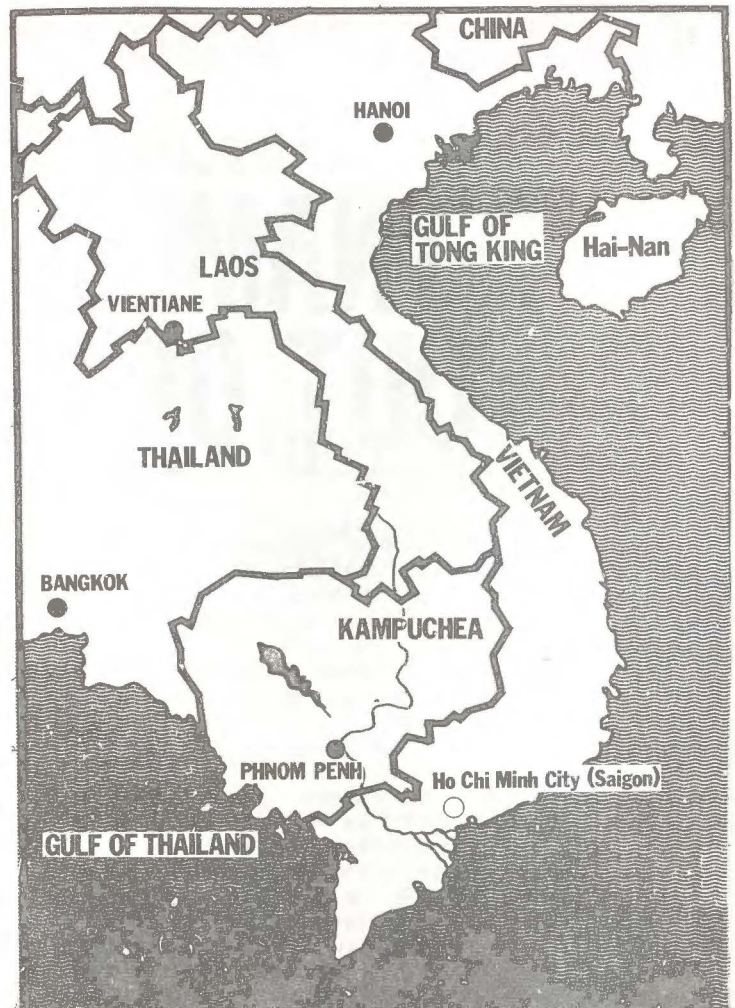 CHINA
HANOI
GULF OF
TONG KING
Hai-Nan
LAOS
VIENTIANE
THAILAND
VIETNAM
BANGKOK
KAMPUCHEA
PHNOM PENH
Ho Chi Minh City (Saigon)
GULF OF THAILAND